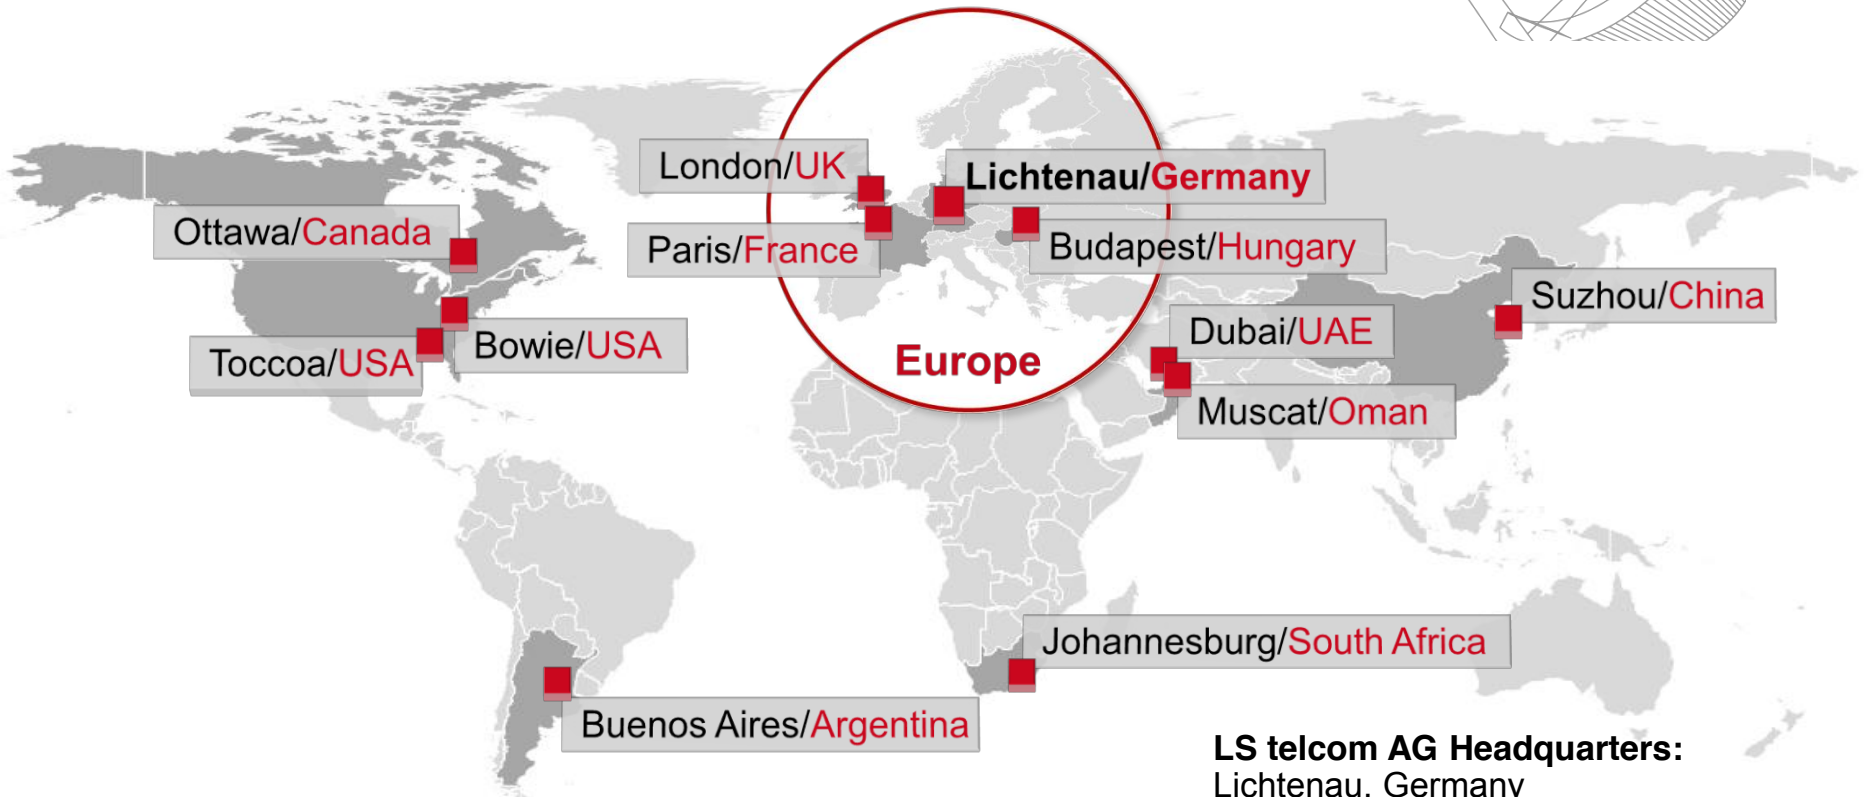 London/UK
Lichtenau/Germany
Ottawa/Canada
Paris/France
Budapest/Hungary
Suzhou/China
Dubai/UAE
Bowie/USA
Toccoa/USA
Europe
Muscat/Oman
Johannesburg/South Africa
Buenos Aires/Argentina
LS telcom AG Headquarters:
Lichtenau, Germany